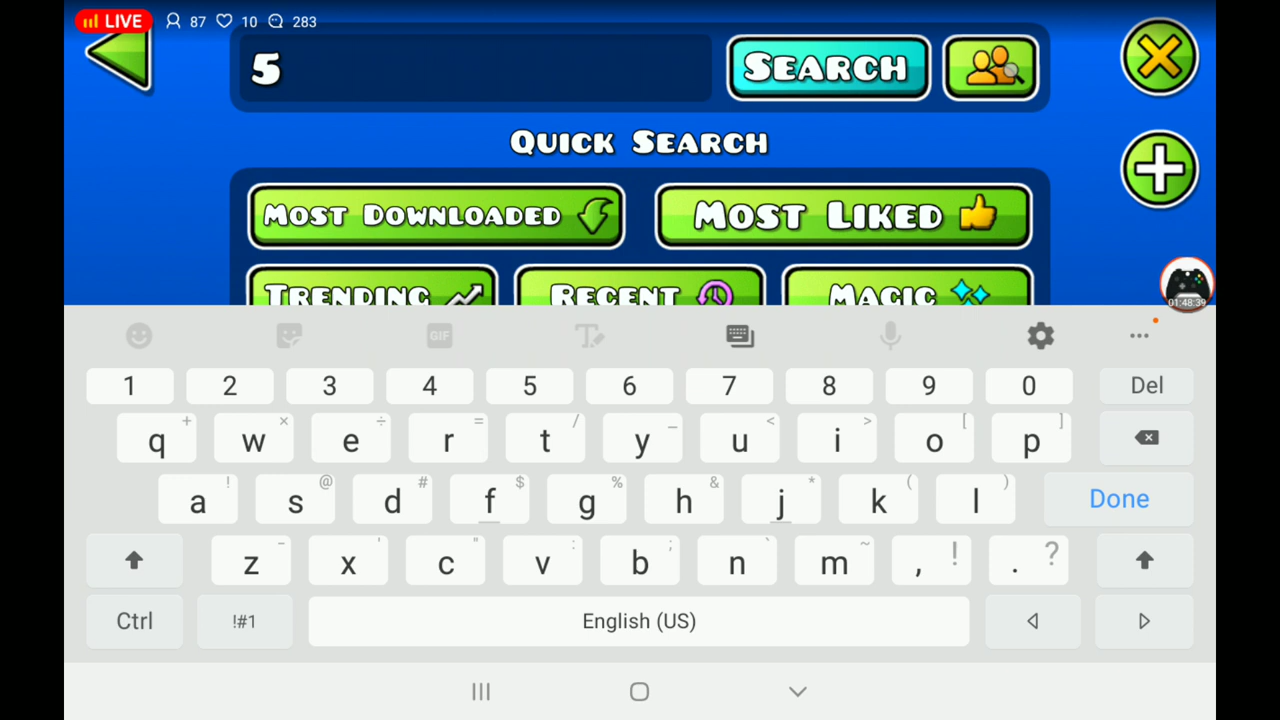 LIVE 87 10 283
5 SEARCH
QUICK SEARCH
MOST DOWNLOADED MOST LIKED
TRENDING RECENT MAGIC
01:48:39
GIF T ...
1 2 3 4 5 6 7 8 9 0 Del
q + w × e ÷ r = t / y _ u < i > o [ p ]
a ! s @ d # f $ g % h & j * k ( l ) Done
z - x ' c " v : b ; n ` m ~ , ! . ?
Ctrl !#1 English (US)